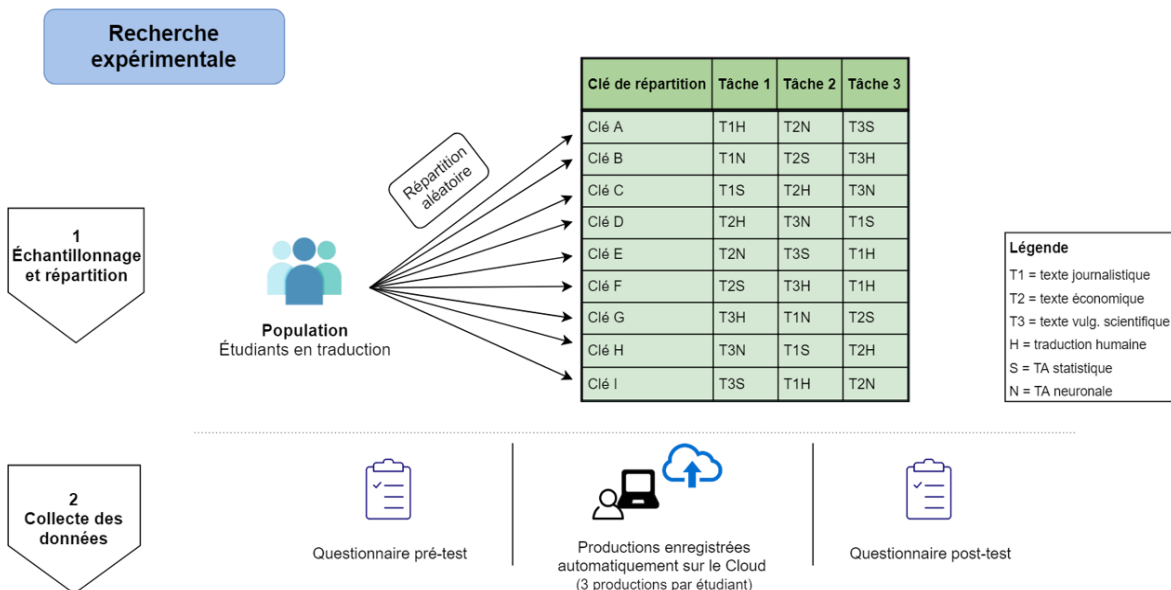 Recherche
expérimentale
Clé de répartition Tâche 1 Tâche 2 Tâche 3
Clé A T1H T2N T3S
Clé B T1N T2S T3H
Clé C T1S T2H T3N
Clé D T2H T3N T1S
Clé E T2N T3S T1H
Clé F T2S T3H T1H
Clé G T3H T1N T2S
Clé H T3N T1S T2H
Clé I T3S T1H T2N
Répartition
aléatoire
1
Échantillonnage
et répartition
Population
Étudiants en traduction
Légende
T1 = texte journalistique
T2 = texte économique
T3 = texte vulg. scientifique
H = traduction humaine
S = TA statistique
N = TA neuronale
2
Collecte des
données
Questionnaire pré-test
Productions enregistrées
automatiquement sur le Cloud
(3 productions par étudiant)
Questionnaire post-test